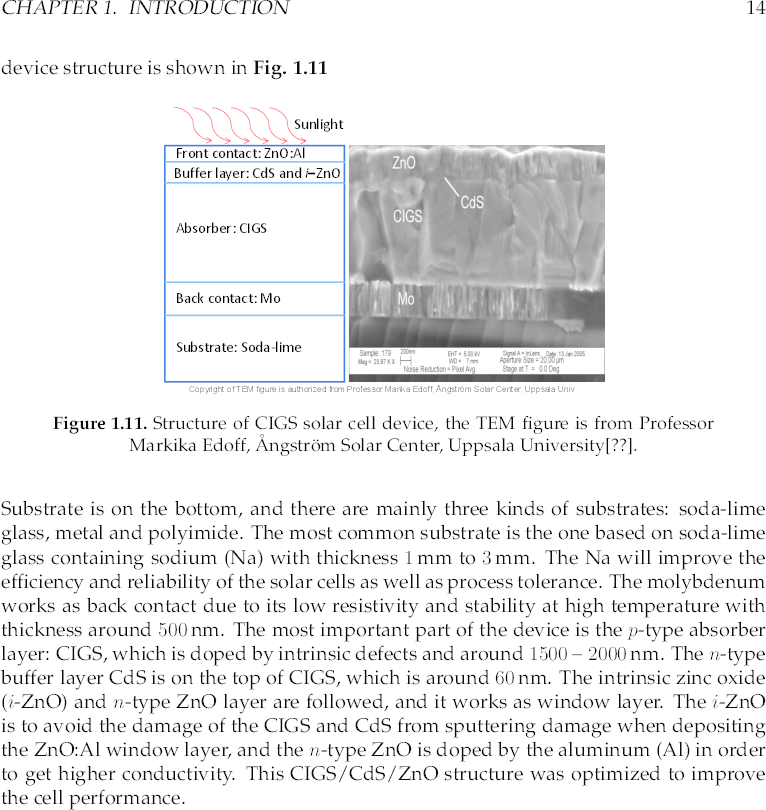 CHAPTER 1. INTRODUCTION 14
device structure is shown in Fig. 1.11
Sunlight
Front contact: ZnO:Al
Buffer layer: CdS and i–ZnO
Absorber: CIGS
Back contact: Mo
Substrate: Soda-lime
ZnO
CdS
CIGS
Mo
Sample: 179 200nm EHT = 5.00 kV Signal A = InLens Date :13 Jan 2005
Mag = 23.87 K X WD = 7 mm Aperture Size = 20.00 µm
Noise Reduction = Pixel Avg Stage at T = 0.0 Deg
Copyright of TEM figure is authorized from Professor Marika Edoff, Ångström Solar Center, Uppsala Univ
Figure 1.11. Structure of CIGS solar cell device, the TEM figure is from Professor
Markika Edoff, Ångström Solar Center, Uppsala University[??].
Substrate is on the bottom, and there are mainly three kinds of substrates: soda-lime
glass, metal and polyimide. The most common substrate is the one based on soda-lime
glass containing sodium (Na) with thickness 1 mm to 3 mm. The Na will improve the
efficiency and reliability of the solar cells as well as process tolerance. The molybdenum
works as back contact due to its low resistivity and stability at high temperature with
thickness around 500 nm. The most important part of the device is the p-type absorber
layer: CIGS, which is doped by intrinsic defects and around 1500 – 2000 nm. The n-type
buffer layer CdS is on the top of CIGS, which is around 60 nm. The intrinsic zinc oxide
(i-ZnO) and n-type ZnO layer are followed, and it works as window layer. The i-ZnO
is to avoid the damage of the CIGS and CdS from sputtering damage when depositing
the ZnO:Al window layer, and the n-type ZnO is doped by the aluminum (Al) in order
to get higher conductivity. This CIGS/CdS/ZnO structure was optimized to improve
the cell performance.